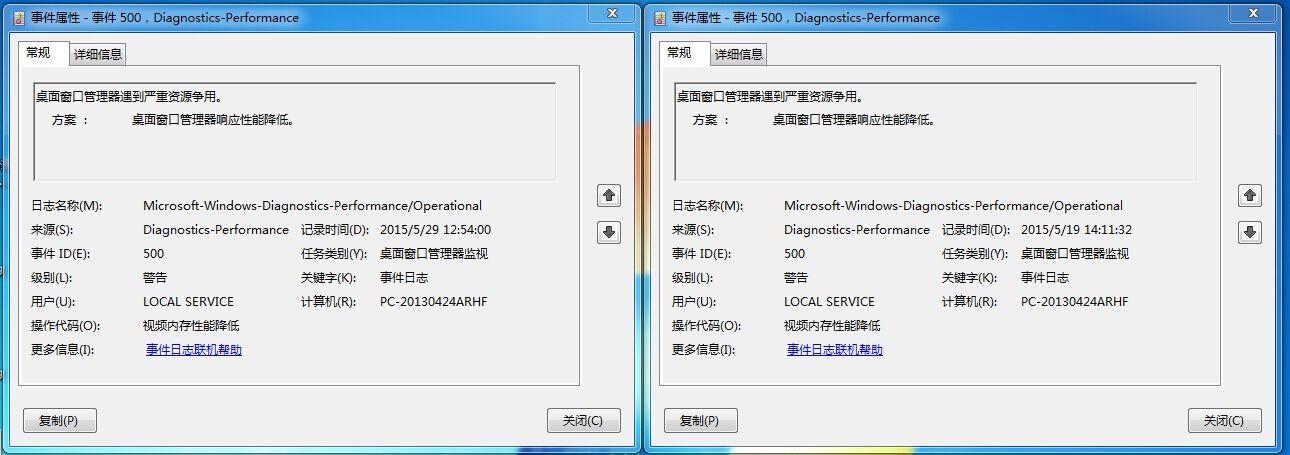 事件属性 - 事件 500，Diagnostics-Performance
常规 详细信息
桌面窗口管理器遇到严重资源争用。
方案 ： 桌面窗口管理器响应性能降低。
日志名称(M): Microsoft-Windows-Diagnostics-Performance/Operational
来源(S): Diagnostics-Performance 记录时间(D): 2015/5/29 12:54:00
事件 ID(E): 500 任务类别(Y): 桌面窗口管理器监视
级别(L): 警告 关键字(K): 事件日志
用户(U): LOCAL SERVICE 计算机(R): PC-20130424ARHF
操作代码(O): 视频内存性能降低
更多信息(I): 事件日志联机帮助
复制(P) 关闭(C)
事件属性 - 事件 500，Diagnostics-Performance
常规 详细信息
桌面窗口管理器遇到严重资源争用。
方案 ： 桌面窗口管理器响应性能降低。
日志名称(M): Microsoft-Windows-Diagnostics-Performance/Operational
来源(S): Diagnostics-Performance 记录时间(D): 2015/5/19 14:11:32
事件 ID(E): 500 任务类别(Y): 桌面窗口管理器监视
级别(L): 警告 关键字(K): 事件日志
用户(U): LOCAL SERVICE 计算机(R): PC-20130424ARHF
操作代码(O): 视频内存性能降低
更多信息(I): 事件日志联机帮助
复制(P) 关闭(C)